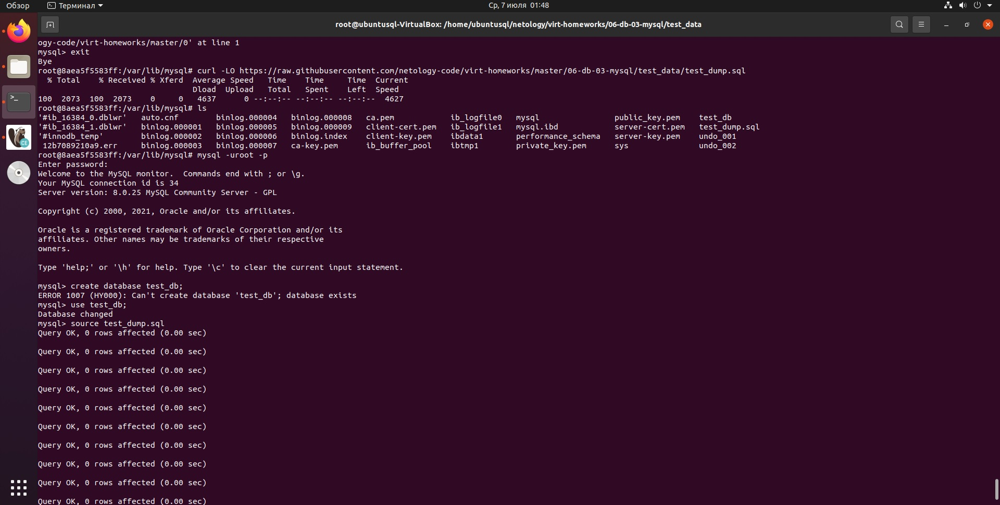 Обзор
Терминал
Ср, 7 июля 01:48
root@ubuntusql-VirtualBox: /home/ubuntusql/netology/virt-homeworks/06-db-03-mysql/test_data
ogy-code/virt-homeworks/master/0' at line 1
mysql> exit
Bye
root@8aea5f5583ff:/var/lib/mysql# curl -LO https://raw.githubusercontent.com/netology-code/virt-homeworks/master/06-db-03-mysql/test_data/test_dump.sql
  % Total    % Received % Xferd  Average Speed   Time    Time     Time  Current
                                 Dload  Upload   Total   Spent    Left  Speed
100  2073  100  2073    0     0   4637      0 --:--:-- --:--:-- --:--:--  4627
root@8aea5f5583ff:/var/lib/mysql# ls
'#ib_16384_0.dblwr'   auto.cnf        binlog.000004   binlog.000008   ca.pem            ib_logfile0   mysql                public_key.pem    test_db
'#ib_16384_1.dblwr'   binlog.000001   binlog.000005   binlog.000009   client-cert.pem   ib_logfile1   mysql.ibd            server-cert.pem   test_dump.sql
'#innodb_temp'        binlog.000002   binlog.000006   binlog.index    client-key.pem    ibdata1       performance_schema   server-key.pem    undo_001
 12b7089210a9.err     binlog.000003   binlog.000007   ca-key.pem      ib_buffer_pool    ibtmp1        private_key.pem      sys               undo_002
root@8aea5f5583ff:/var/lib/mysql# mysql -uroot -p
Enter password:
Welcome to the MySQL monitor.  Commands end with ; or \g.
Your MySQL connection id is 34
Server version: 8.0.25 MySQL Community Server - GPL
Copyright (c) 2000, 2021, Oracle and/or its affiliates.
Oracle is a registered trademark of Oracle Corporation and/or its
affiliates. Other names may be trademarks of their respective
owners.
Type 'help;' or '\h' for help. Type '\c' to clear the current input statement.
mysql> create database test_db;
ERROR 1007 (HY000): Can't create database 'test_db'; database exists
mysql> use test_db;
Database changed
mysql> source test_dump.sql
Query OK, 0 rows affected (0.00 sec)
Query OK, 0 rows affected (0.00 sec)
Query OK, 0 rows affected (0.00 sec)
Query OK, 0 rows affected (0.00 sec)
Query OK, 0 rows affected (0.00 sec)
Query OK, 0 rows affected (0.00 sec)
Query OK, 0 rows affected (0.00 sec)
Query OK, 0 rows affected (0.00 sec)
Query OK, 0 rows affected (0.00 sec)
Query OK, 0 rows affected (0.00 sec)
>_
CE